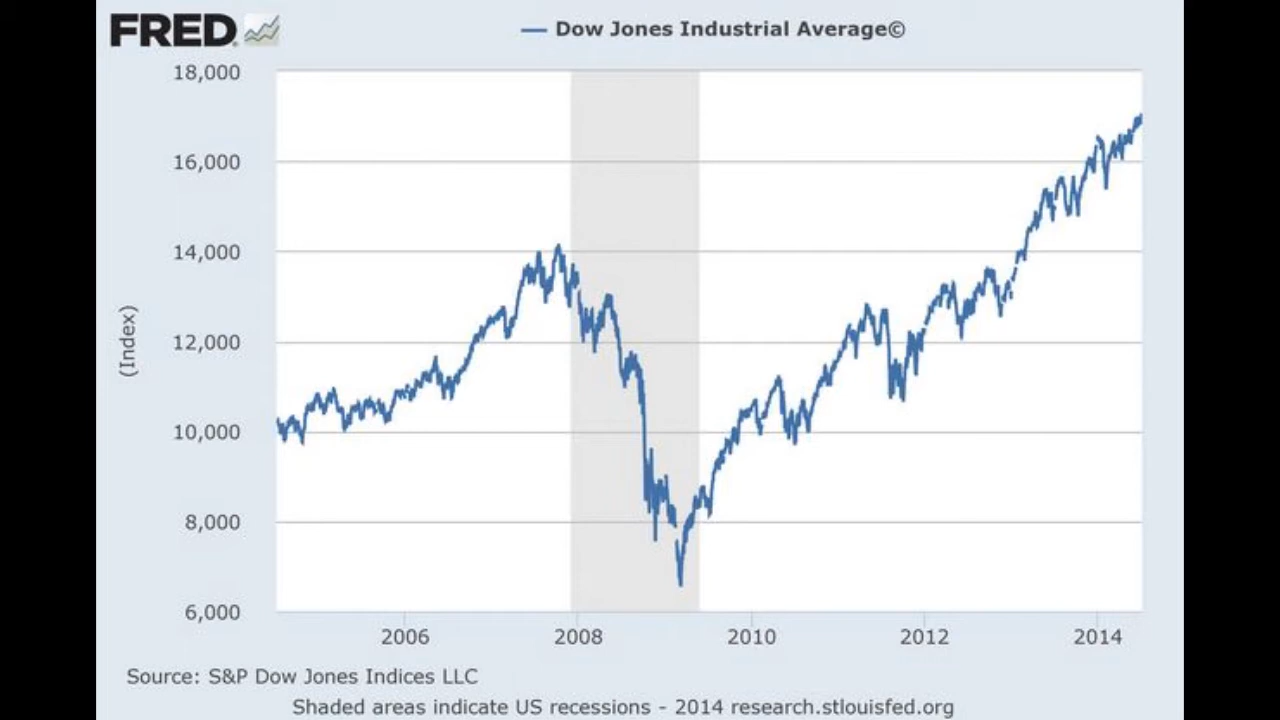 FRED
Dow Jones Industrial Average©
18,000
16,000
14,000
12,000
10,000
8,000
6,000
(Index)
2006 2008 2010 2012 2014
Source: S&P Dow Jones Indices LLC
Shaded areas indicate US recessions - 2014 research.stlouisfed.org